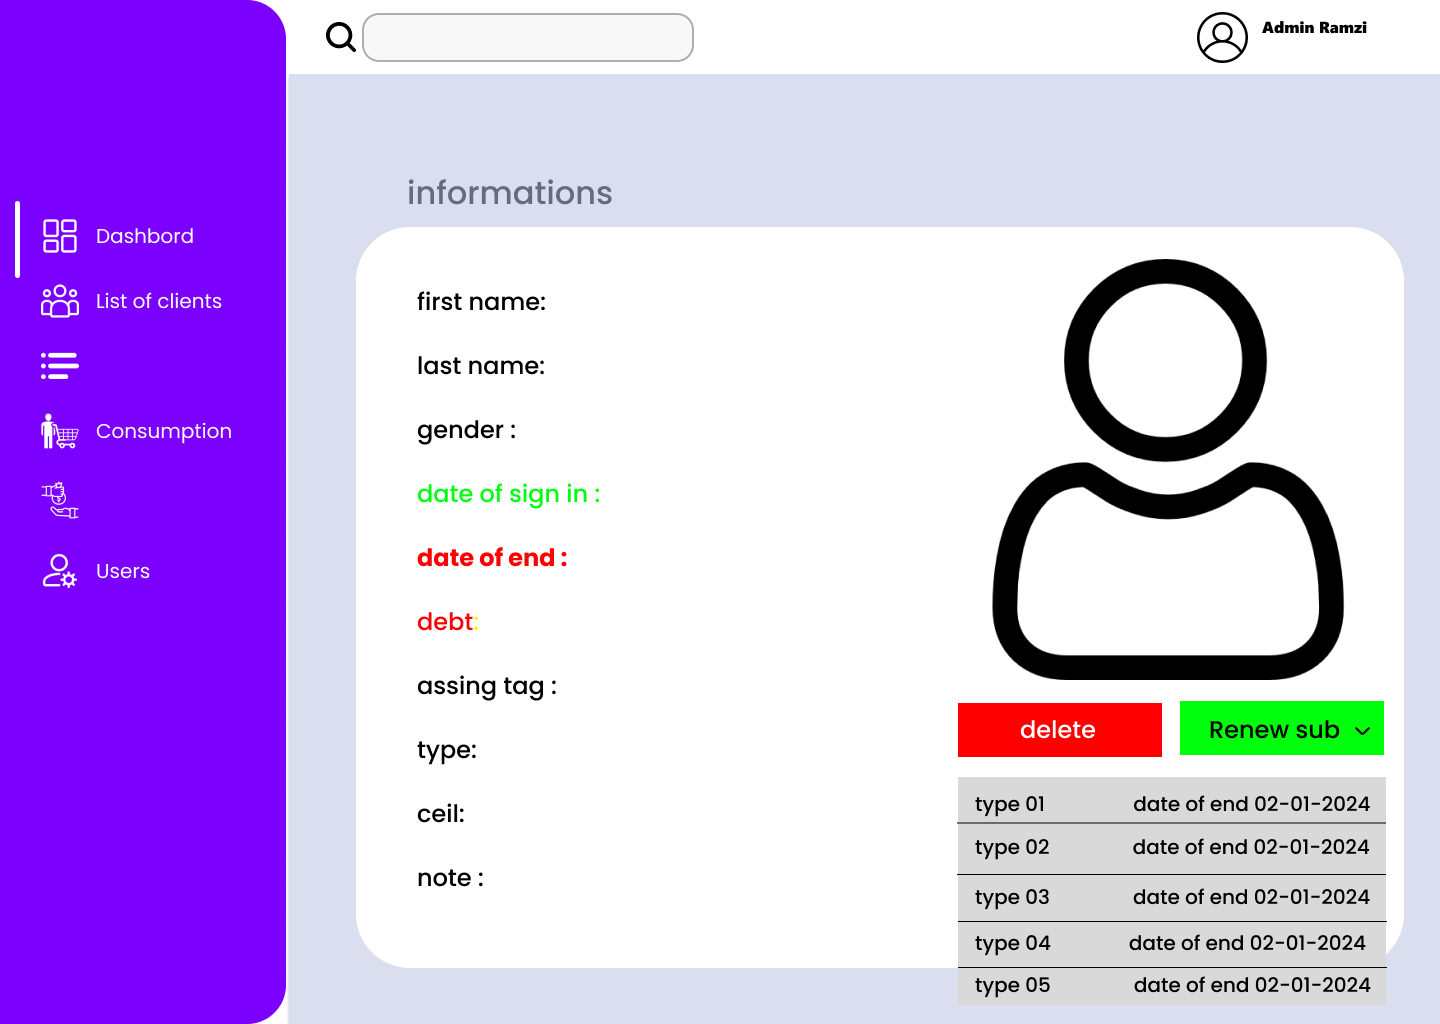 Admin Ramzi
Dashbord
List of clients
Consumption
Users
informations
first name:
last name:
gender :
date of sign in :
date of end :
debt:
assing tag :
type:
ceil:
note :
delete
Renew sub
type 01 date of end 02-01-2024
type 02 date of end 02-01-2024
type 03 date of end 02-01-2024
type 04 date of end 02-01-2024
type 05 date of end 02-01-2024